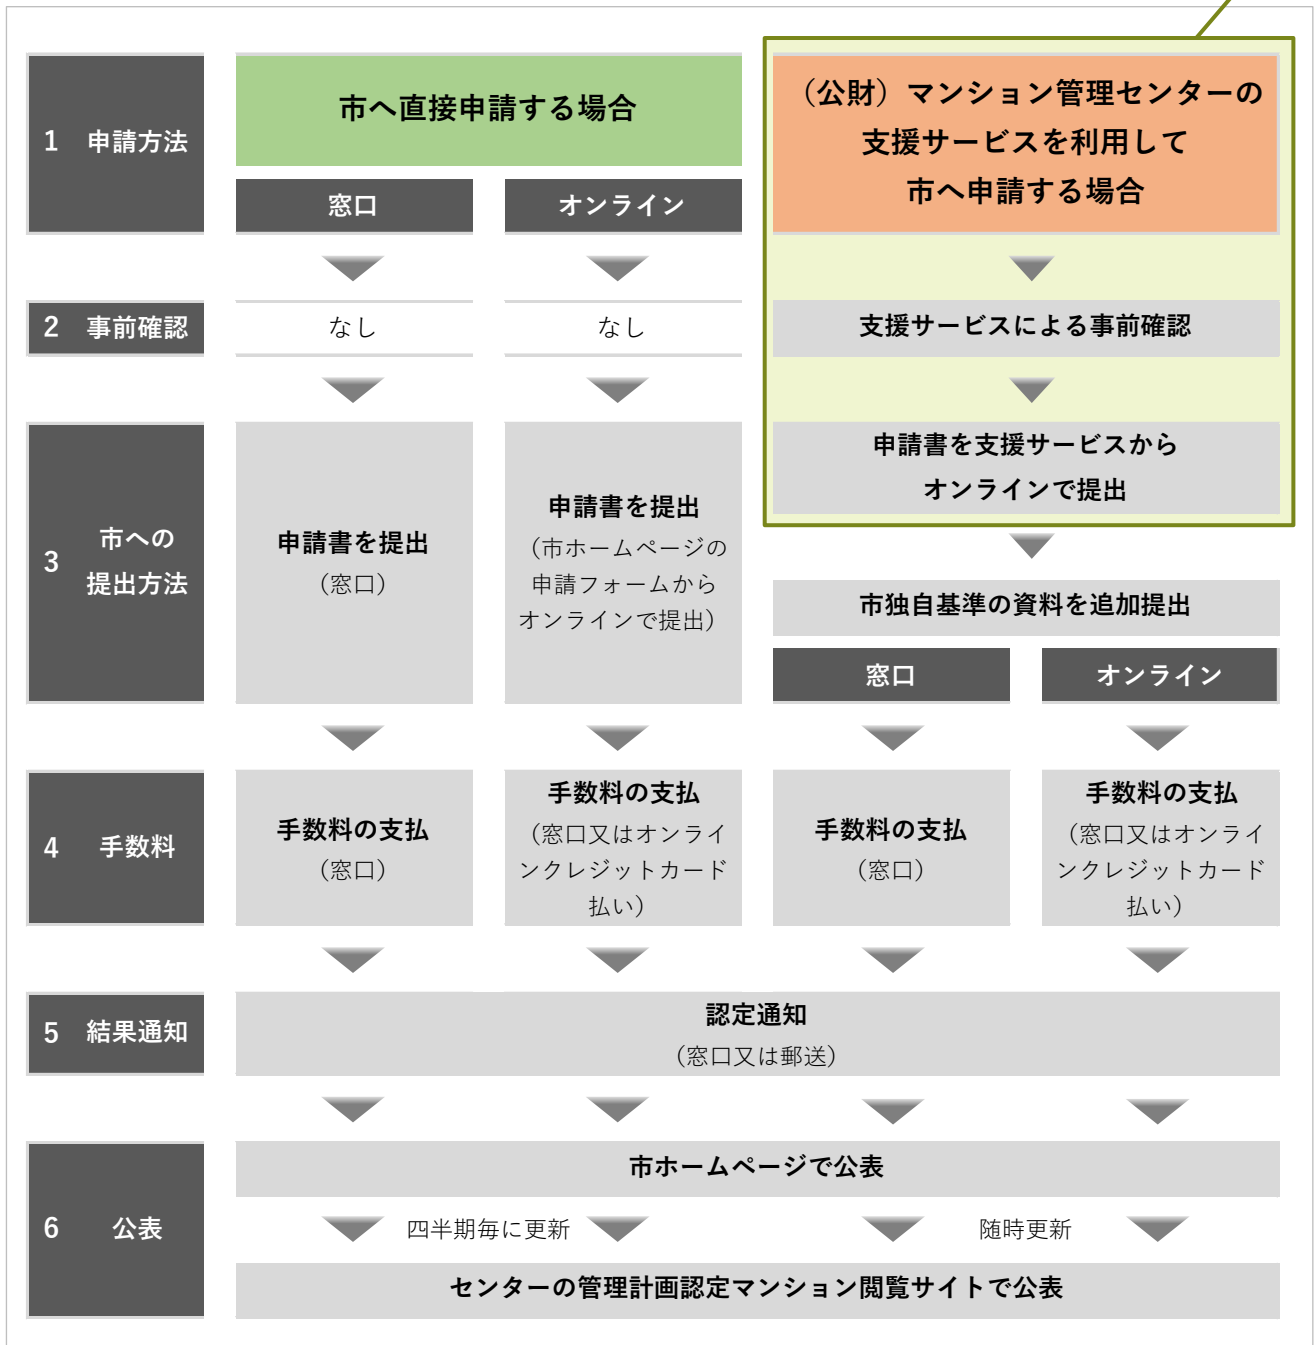 1 申請方法
市へ直接申請する場合
窓口
オンライン
（公財）マンション管理センターの
支援サービスを利用して
市へ申請する場合
2 事前確認
なし
なし
支援サービスによる事前確認
3 市への
提出方法
申請書を提出
（窓口）
申請書を提出
（市ホームページの
申請フォームから
オンラインで提出）
申請書を支援サービスから
オンラインで提出
市独自基準の資料を追加提出
窓口
オンライン
4 手数料
手数料の支払
（窓口）
手数料の支払
（窓口又はオンライ
ンクレジットカード
払い）
手数料の支払
（窓口）
手数料の支払
（窓口又はオンライ
ンクレジットカード
払い）
5 結果通知
認定通知
（窓口又は郵送）
6 公表
市ホームページで公表
四半期毎に更新
随時更新
センターの管理計画認定マンション閲覧サイトで公表